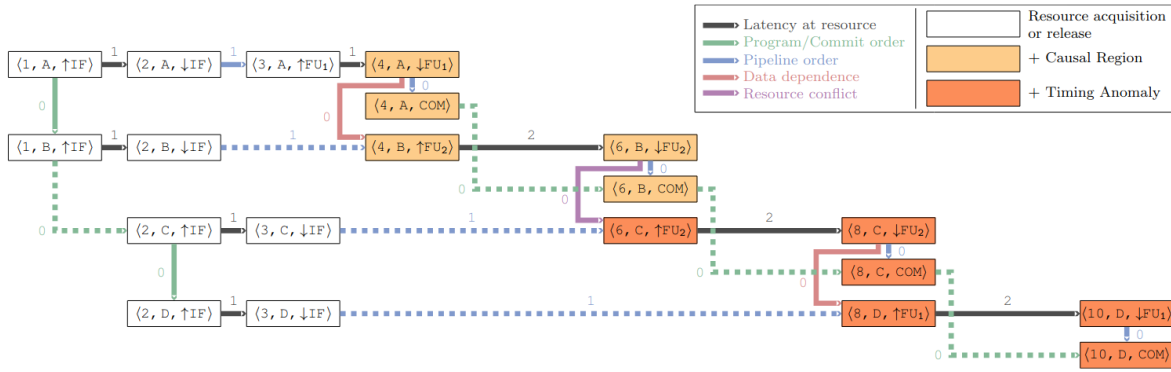 Latency at resource
Program/Commit order
Pipeline order
Data dependence
Resource conflict
Resource acquisition
or release
+ Causal Region
+ Timing Anomaly
1 1 1
⟨1, A, ↑IF⟩ ⟨2, A, ↓IF⟩ ⟨3, A, ↑FU₁⟩ ⟨4, A, ↓FU₁⟩
0
0 ⟨4, A, COM⟩
0
1 1 2
⟨1, B, ↑IF⟩ ⟨2, B, ↓IF⟩ ⟨4, B, ↑FU₂⟩ ⟨6, B, ↓FU₂⟩
0
0 ⟨6, B, COM⟩
0
1 1 2
0 ⟨2, C, ↑IF⟩ ⟨3, C, ↓IF⟩ ⟨6, C, ↑FU₂⟩ ⟨8, C, ↓FU₂⟩
0
0 0 ⟨8, C, COM⟩
0
1 1 2
⟨2, D, ↑IF⟩ ⟨3, D, ↓IF⟩ ⟨8, D, ↑FU₁⟩ ⟨10, D, ↓FU₁⟩
0
0 ⟨10, D, COM⟩